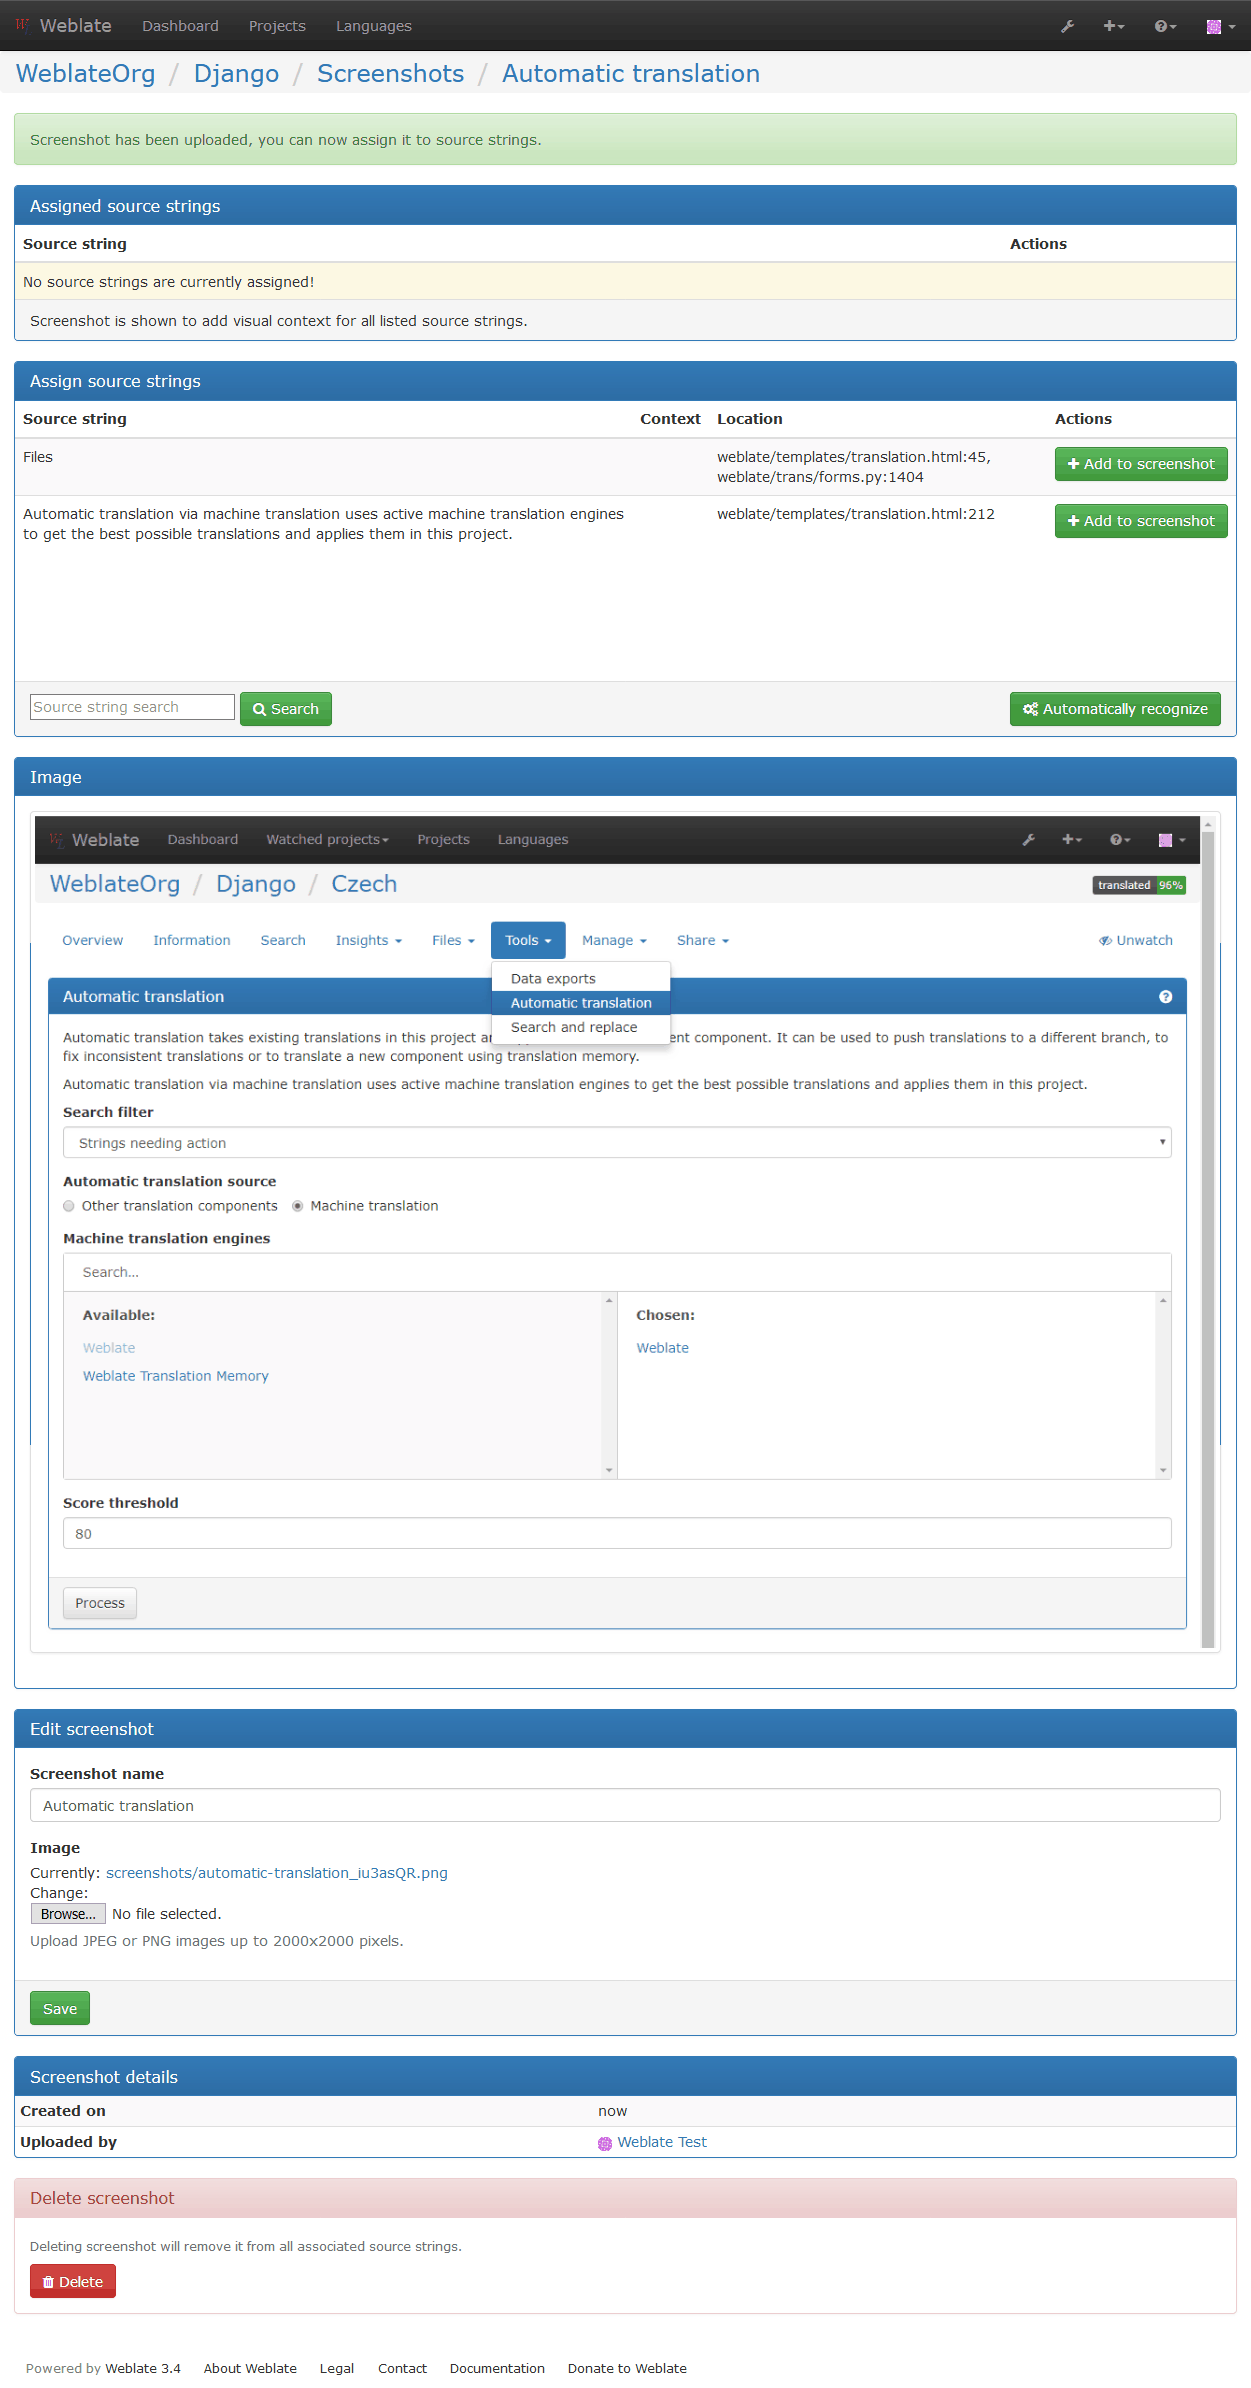 Weblate Dashboard Projects Languages
WeblateOrg / Django / Screenshots / Automatic translation
Screenshot has been uploaded, you can now assign it to source strings.
Assigned source strings
Source string Actions
No source strings are currently assigned!
Screenshot is shown to add visual context for all listed source strings.
Assign source strings
Source string Context Location Actions
Files weblate/templates/translation.html:45, Add to screenshot
weblate/trans/forms.py:1404
Automatic translation via machine translation uses active machine translation engines weblate/templates/translation.html:212 Add to screenshot
to get the best possible translations and applies them in this project.
Source string search Search Automatically recognize
Image
Weblate Dashboard Watched projects Projects Languages
WeblateOrg / Django / Czech translated 96%
Overview Information Search Insights Files Tools Manage Share Unwatch
Data exports
Automatic translation Automatic translation
Search and replace
Automatic translation takes existing translations in this project component. It can be used to push translations to a different branch, to
fix inconsistent translations or to translate a new component using translation memory.
Automatic translation via machine translation uses active machine translation engines to get the best possible translations and applies them in this project.
Search filter
Strings needing action
Automatic translation source
Other translation components Machine translation
Machine translation engines
Search...
Available: Chosen:
Weblate Weblate
Weblate Translation Memory
Score threshold
80
Process
Edit screenshot
Screenshot name
Automatic translation
Image
Currently: screenshots/automatic-translation_iu3asQR.png
Change:
Browse... No file selected.
Upload JPEG or PNG images up to 2000x2000 pixels.
Save
Screenshot details
Created on now
Uploaded by Weblate Test
Delete screenshot
Deleting screenshot will remove it from all associated source strings.
Delete
Powered by Weblate 3.4 About Weblate Legal Contact Documentation Donate to Weblate